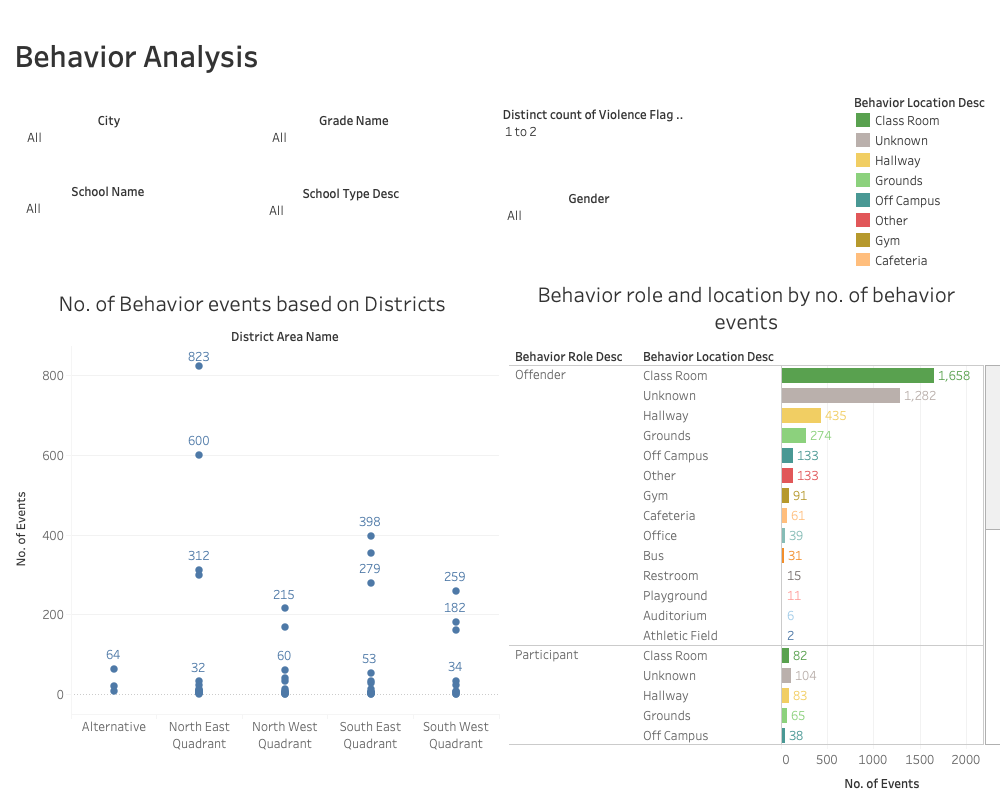 Behavior Analysis
City
All
Grade Name
All
Distinct count of Violence Flag ..
1 to 2
School Name
All
School Type Desc
All
Gender
All
Behavior Location Desc
Class Room
Unknown
Hallway
Grounds
Off Campus
Other
Gym
Cafeteria
No. of Behavior events based on Districts
District Area Name
No. of Events
800
600
400
200
0
823
600
312
32
64
215
60
398
279
53
259
182
34
Alternative
North East
Quadrant
North West
Quadrant
South East
Quadrant
South West
Quadrant
Behavior role and location by no. of behavior
events
Behavior Role Desc Behavior Location Desc
Offender Class Room 1,658
Unknown 1,282
Hallway 435
Grounds 274
Off Campus 133
Other 133
Gym 91
Cafeteria 61
Office 39
Bus 31
Restroom 15
Playground 11
Auditorium 6
Athletic Field 2
Participant Class Room 82
Unknown 104
Hallway 83
Grounds 65
Off Campus 38
0 500 1000 1500 2000
No. of Events